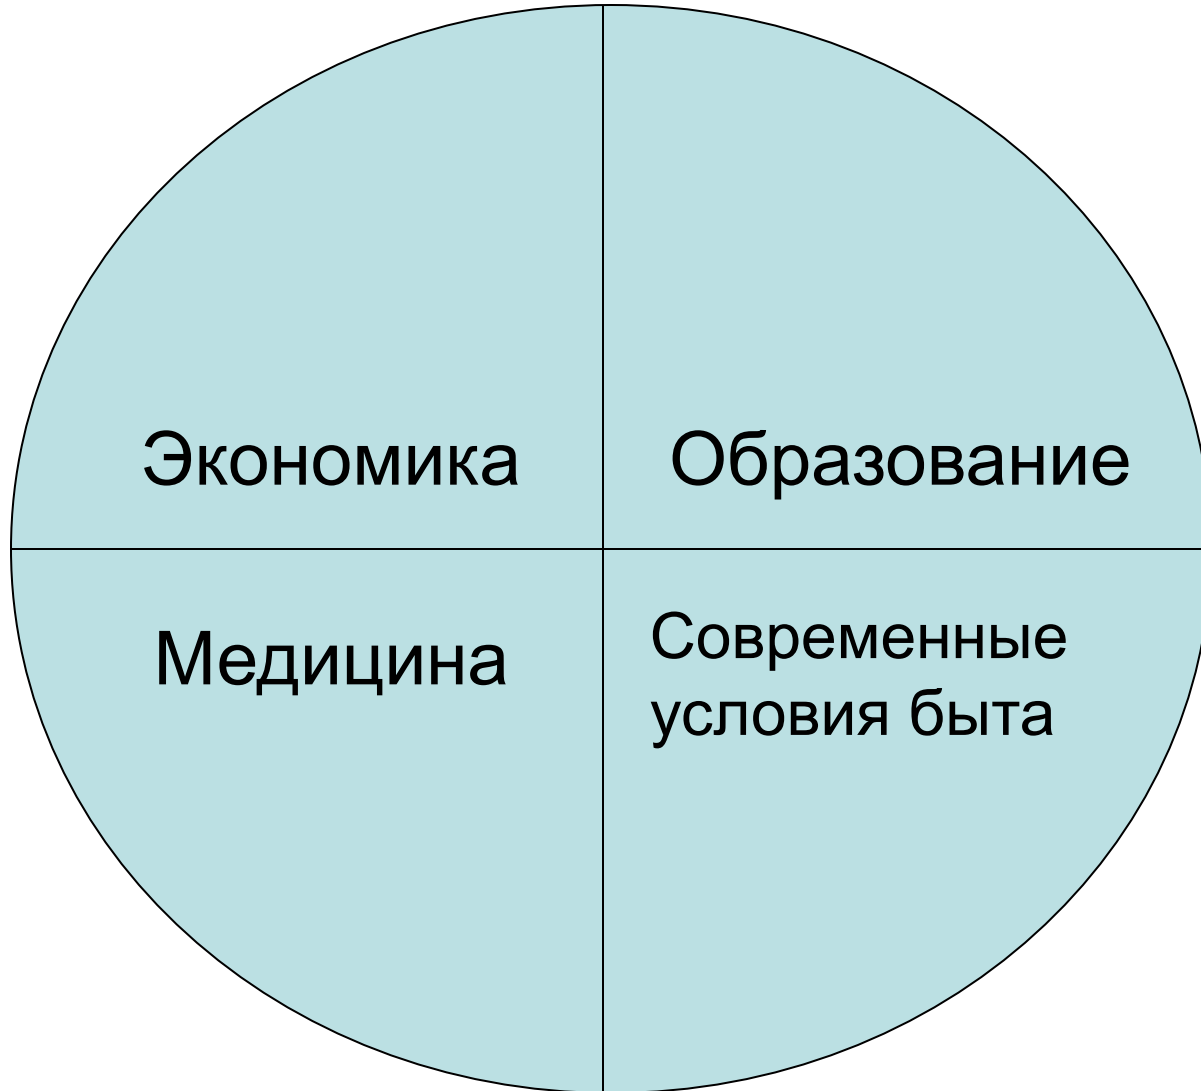 Экономика
Образование
Медицина
Современные
условия быта